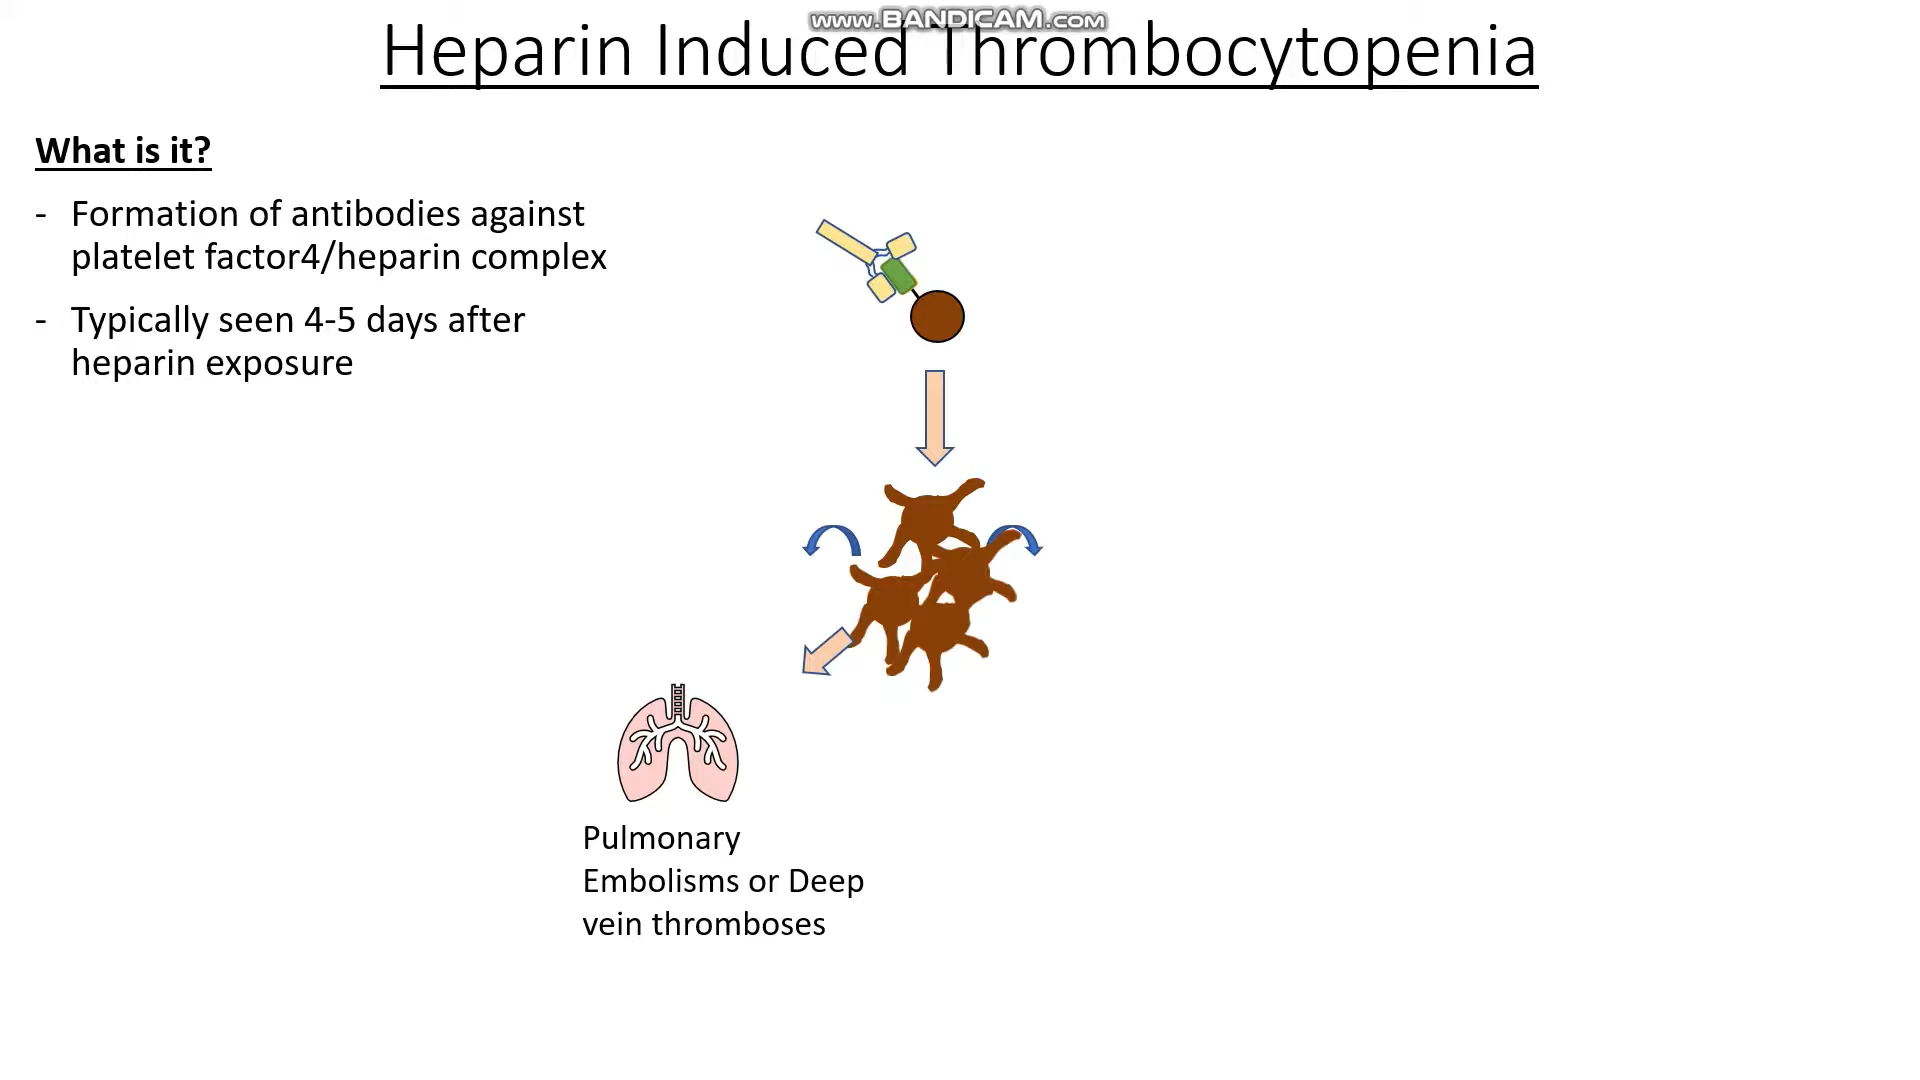 www.BANDICAM.com
Heparin Induced Thrombocytopenia
What is it?
- Formation of antibodies against
platelet factor4/heparin complex
- Typically seen 4-5 days after
heparin exposure
Pulmonary
Embolisms or Deep
vein thromboses